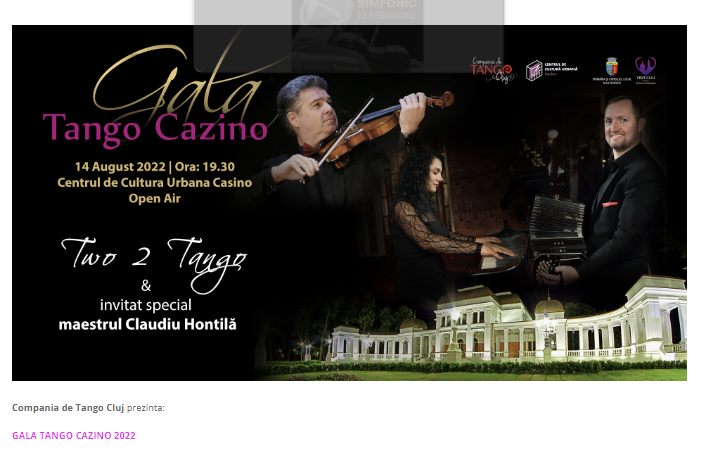 SIMFONIC
Gala
Tango Cazino
14 August 2022 | Ora: 19.30
Centrul de Cultura Urbana Casino
Open Air
Two 2 Tango
&
invitat special
maestrul Claudiu Hontilă
Compania de
TANGO
Cluj
CENTRUL DE
CULTURĂ URBANĂ
Compania de Tango Cluj prezinta:
GALA TANGO CAZINO 2022